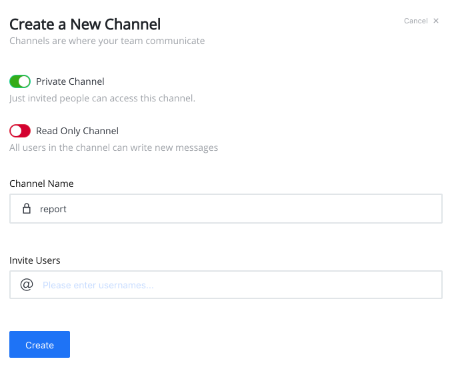 Create a New Channel
Cancel ×
Channels are where your team communicate
Private Channel
Just invited people can access this channel.
Read Only Channel
All users in the channel can write new messages
Channel Name
report
Invite Users
@ Please enter usernames...
Create